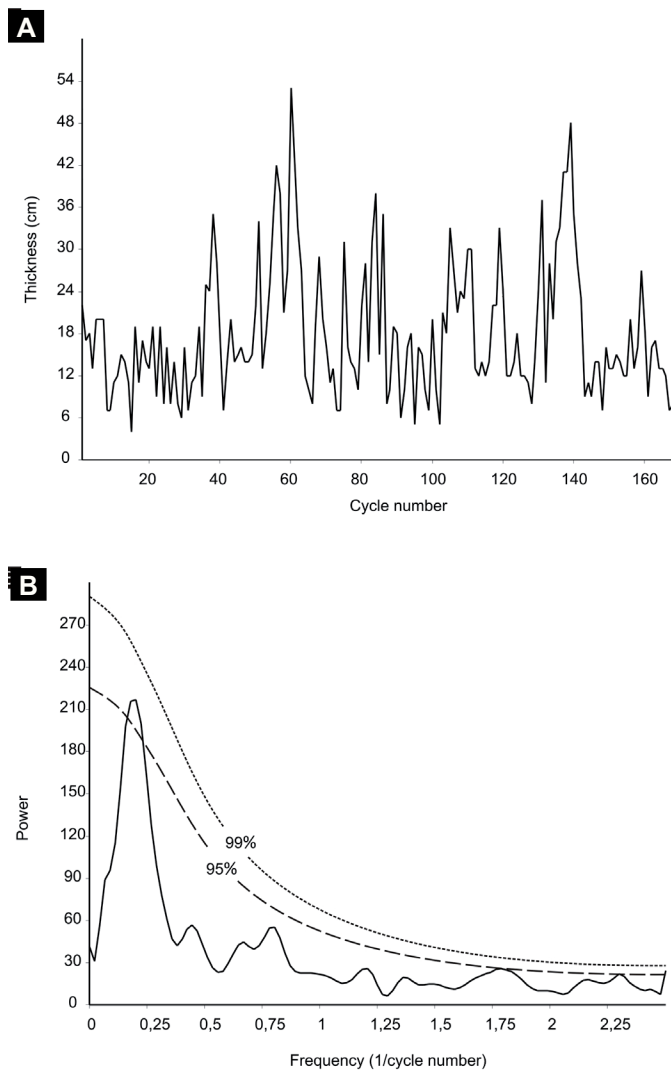 A
54
48
42
36
30
24
18
12
6
0
Thickness (cm)
20 40 60 80 100 120 140 160
Cycle number
B
270
240
210
180
150
120
90
60
30
0
Power
99%
95%
0 0,25 0,5 0,75 1 1,25 1,5 1,75 2 2,25
Frequency (1/cycle number)